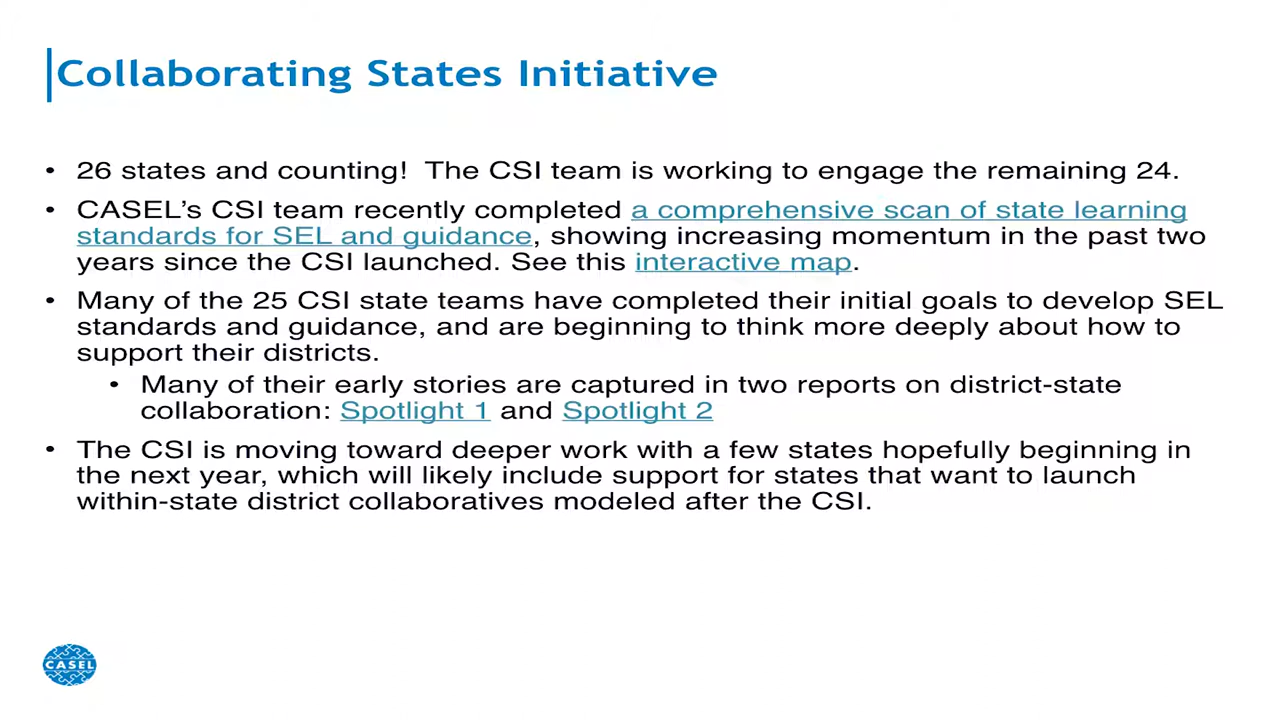 Collaborating States Initiative
• 26 states and counting!  The CSI team is working to engage the remaining 24.
• CASEL’s CSI team recently completed a comprehensive scan of state learning
standards for SEL and guidance, showing increasing momentum in the past two
years since the CSI launched. See this interactive map.
• Many of the 25 CSI state teams have completed their initial goals to develop SEL
standards and guidance, and are beginning to think more deeply about how to
support their districts.
• Many of their early stories are captured in two reports on district-state
collaboration: Spotlight 1 and Spotlight 2
• The CSI is moving toward deeper work with a few states hopefully beginning in
the next year, which will likely include support for states that want to launch
within-state district collaboratives modeled after the CSI.
CASEL